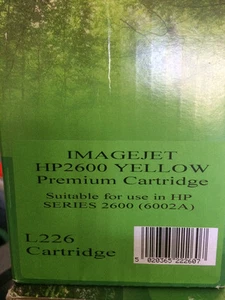 IMAGEJET
HP2600 YELLOW
Premium Cartridge
Suitable for use in HP
SERIES 2600 (6002A)
L226
Cartridge
5 020365 222607